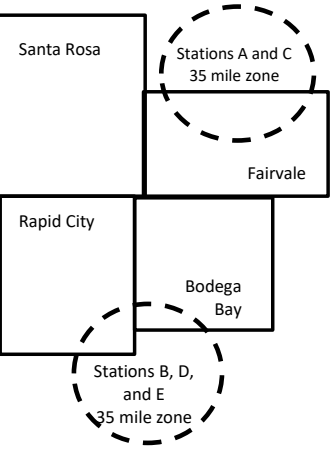 Santa Rosa
Stations A and C
35 mile zone
Fairvale
Rapid City
Bodega
Bay
Stations B, D,
and E
35 mile zone